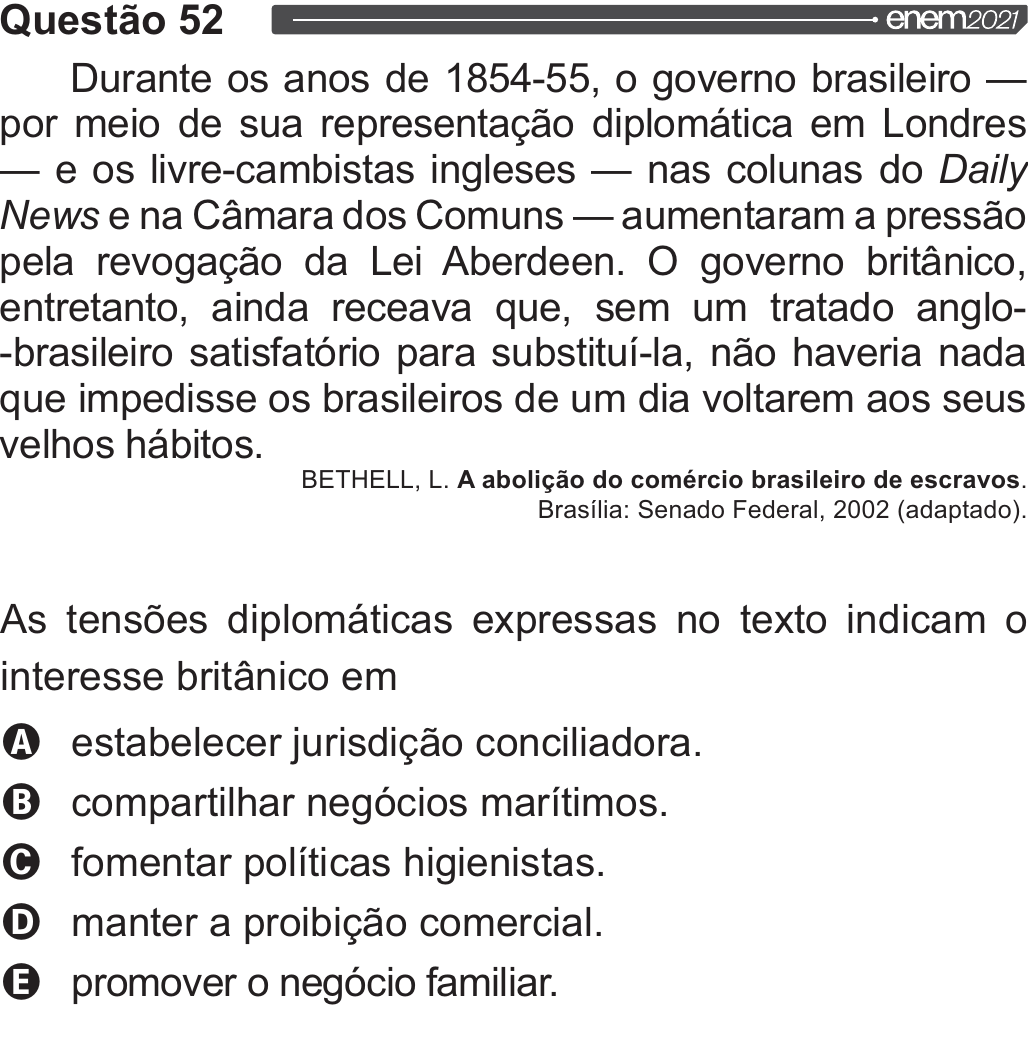 Questão 52
enem2021
Durante os anos de 1854-55, o governo brasileiro —
por meio de sua representação diplomática em Londres
— e os livre-cambistas ingleses — nas colunas do Daily
News e na Câmara dos Comuns — aumentaram a pressão
pela revogação da Lei Aberdeen. O governo britânico,
entretanto, ainda receava que, sem um tratado anglo-
-brasileiro satisfatório para substituí-la, não haveria nada
que impedisse os brasileiros de um dia voltarem aos seus
velhos hábitos.
BETHELL, L. A abolição do comércio brasileiro de escravos.
Brasília: Senado Federal, 2002 (adaptado).
As tensões diplomáticas expressas no texto indicam o
interesse britânico em
A estabelecer jurisdição conciliadora.
B compartilhar negócios marítimos.
C fomentar políticas higienistas.
D manter a proibição comercial.
E promover o negócio familiar.